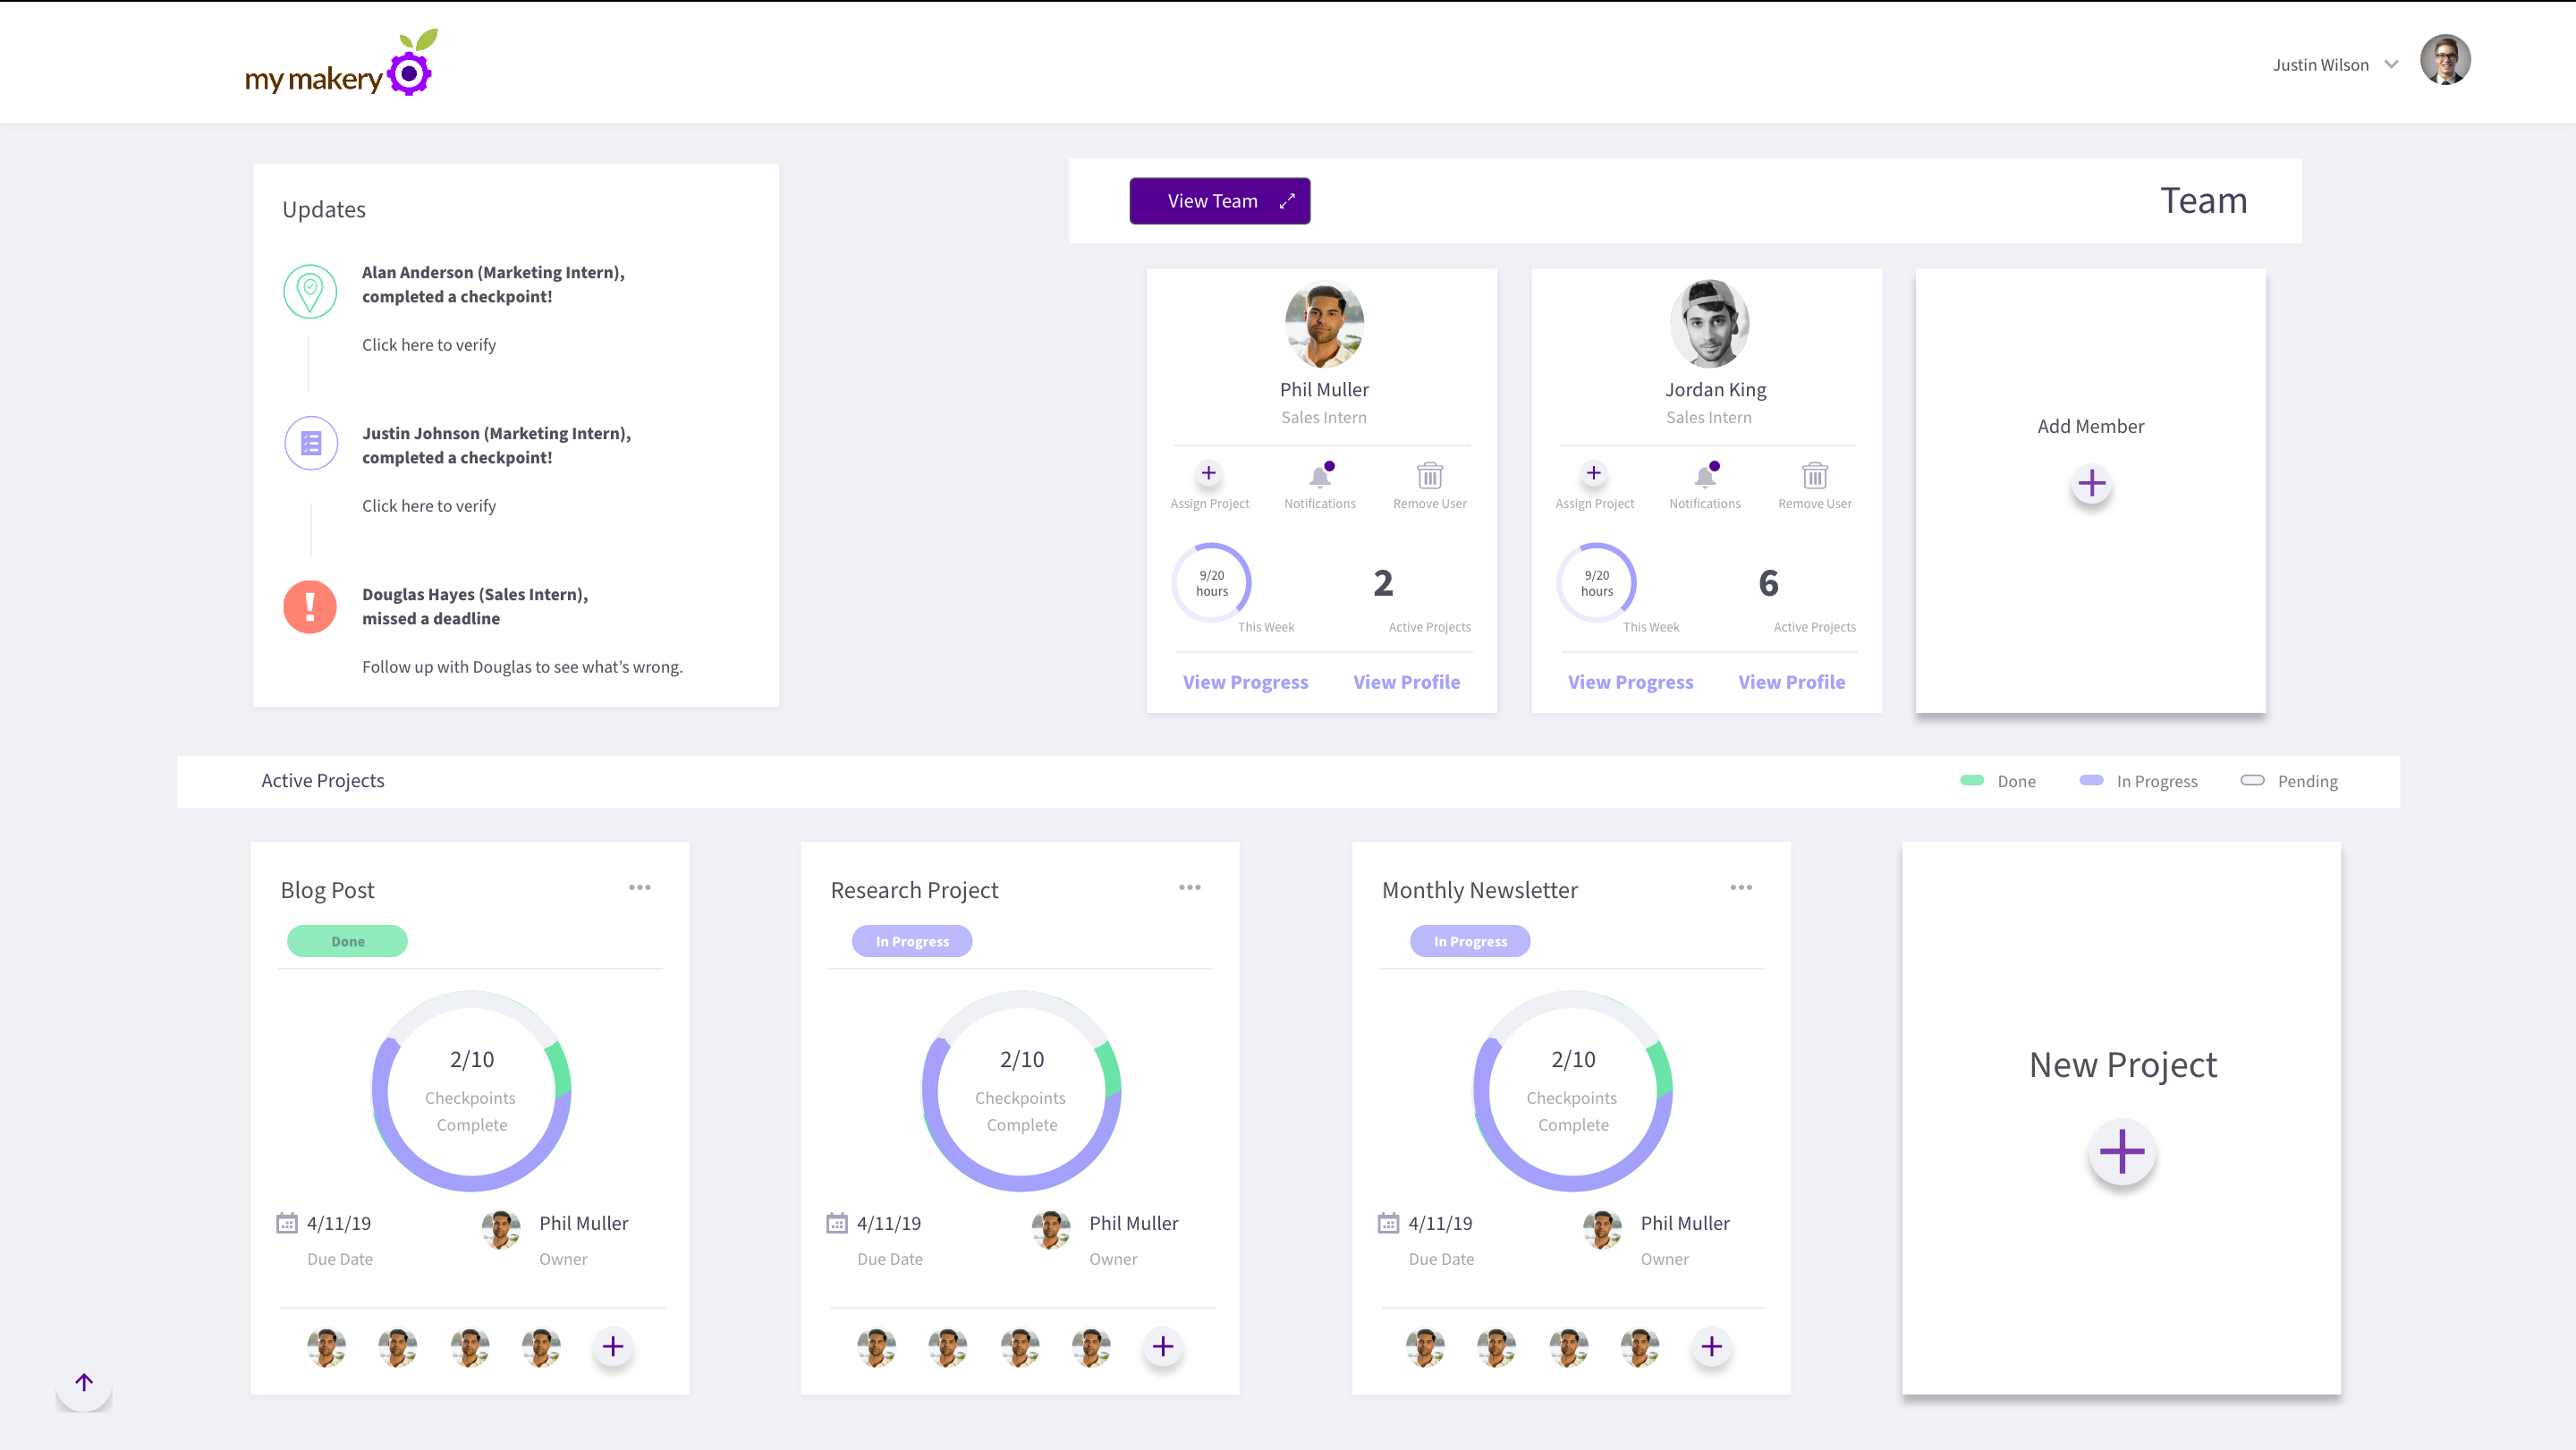 my makery
Justin Wilson
Updates
Alan Anderson (Marketing Intern),
completed a checkpoint!
Click here to verify
Justin Johnson (Marketing Intern),
completed a checkpoint!
Click here to verify
Douglas Hayes (Sales Intern),
missed a deadline
Follow up with Douglas to see what’s wrong.
View Team
Team
Phil Muller
Sales Intern
Assign Project
Notifications
Remove User
9/20
hours
This Week
2
Active Projects
View Progress
View Profile
Jordan King
Sales Intern
Assign Project
Notifications
Remove User
9/20
hours
This Week
6
Active Projects
View Progress
View Profile
Add Member
Active Projects
Done
In Progress
Pending
Blog Post
Done
2/10
Checkpoints
Complete
4/11/19
Due Date
Phil Muller
Owner
Research Project
In Progress
2/10
Checkpoints
Complete
4/11/19
Due Date
Phil Muller
Owner
Monthly Newsletter
In Progress
2/10
Checkpoints
Complete
4/11/19
Due Date
Phil Muller
Owner
New Project